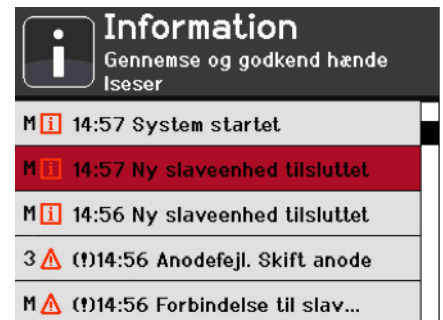 Information
Gennemse og godkend hænde
lseser
M 14:57 System startet
M 14:57 Ny slaveenhed tilsluttet
M 14:56 Ny slaveenhed tilsluttet
3 (!)14:56 Anodefejl. Skift anode
M (!)14:56 Forbindelse til slav...